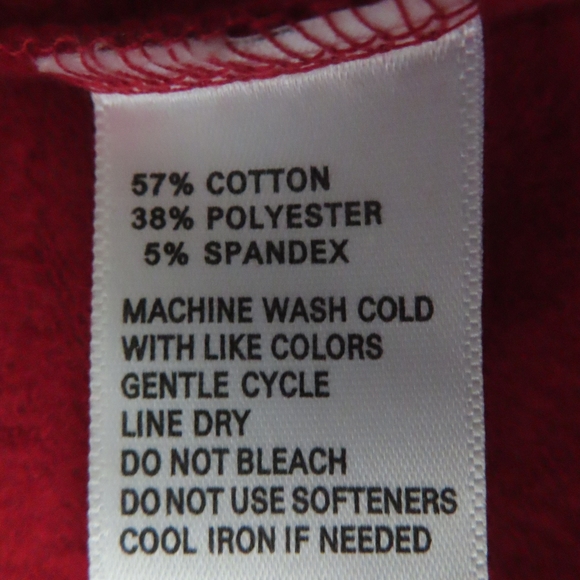 57% COTTON
38% POLYESTER
5% SPANDEX
MACHINE WASH COLD
WITH LIKE COLORS
GENTLE CYCLE
LINE DRY
DO NOT BLEACH
DO NOT USE SOFTENERS
COOL IRON IF NEEDED